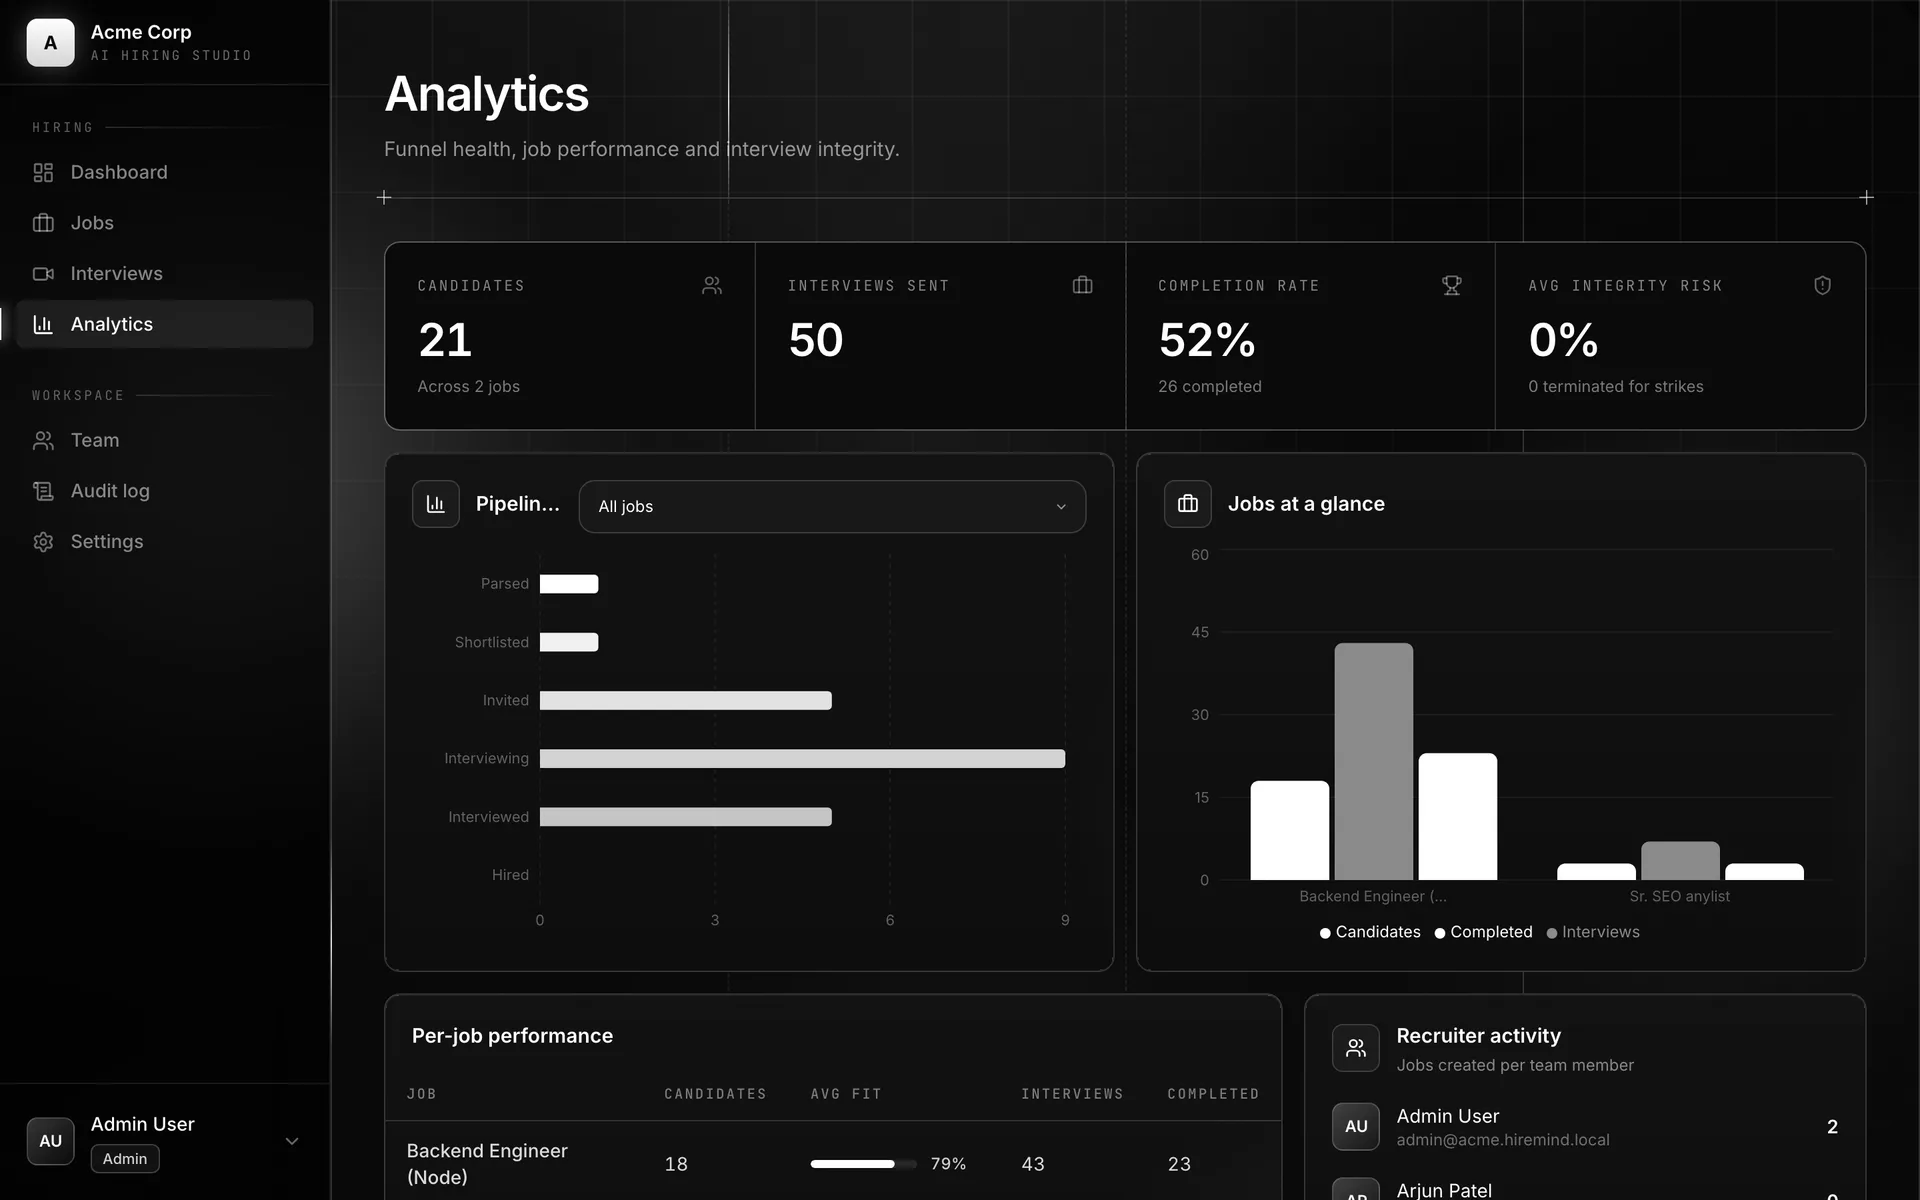 A
Acme Corp
AI HIRING STUDIO
HIRING
Dashboard
Jobs
Interviews
Analytics
WORKSPACE
Team
Audit log
Settings
AU
Admin User
Admin
Analytics
Funnel health, job performance and interview integrity.
CANDIDATES
21
Across 2 jobs
INTERVIEWS SENT
50
COMPLETION RATE
52%
26 completed
AVG INTEGRITY RISK
0%
0 terminated for strikes
Pipelin...
All jobs
Parsed
Shortlisted
Invited
Interviewing
Interviewed
Hired
0 3 6 9
Jobs at a glance
60
45
30
15
0
Backend Engineer (... Sr. SEO anylist
Candidates Completed Interviews
Per-job performance
JOB CANDIDATES AVG FIT INTERVIEWS COMPLETED
Backend Engineer
(Node)
18 79% 43 23
Recruiter activity
Jobs created per team member
AU
Admin User
admin@acme.hiremind.local
2
Arjun Patel